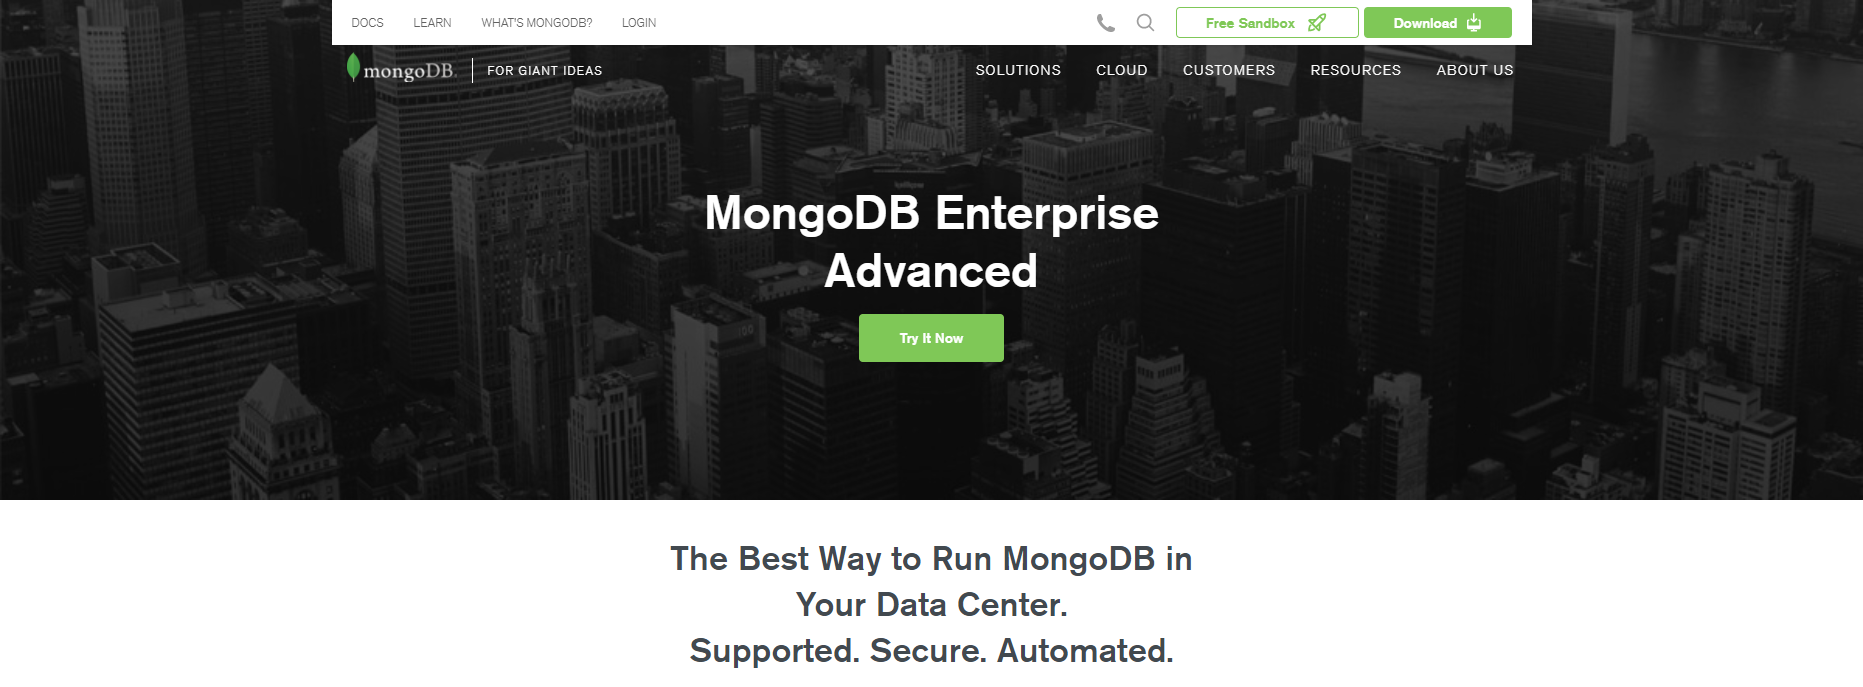 DOCS LEARN WHAT'S MONGODB? LOGIN Free Sandbox Download
mongoDB. FOR GIANT IDEAS SOLUTIONS CLOUD CUSTOMERS RESOURCES ABOUT US
MongoDB Enterprise
Advanced
Try It Now
The Best Way to Run MongoDB in
Your Data Center.
Supported. Secure. Automated.